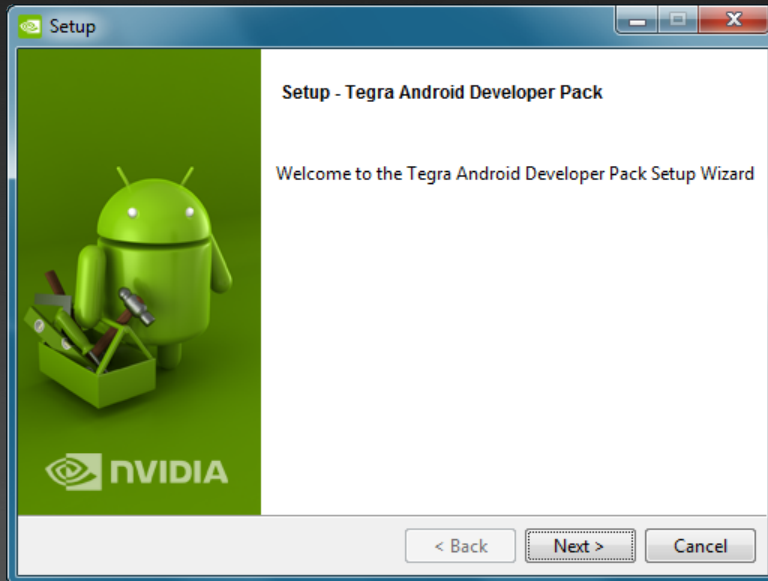 Setup
Setup - Tegra Android Developer Pack
Welcome to the Tegra Android Developer Pack Setup Wizard
NVIDIA
< Back
Next >
Cancel